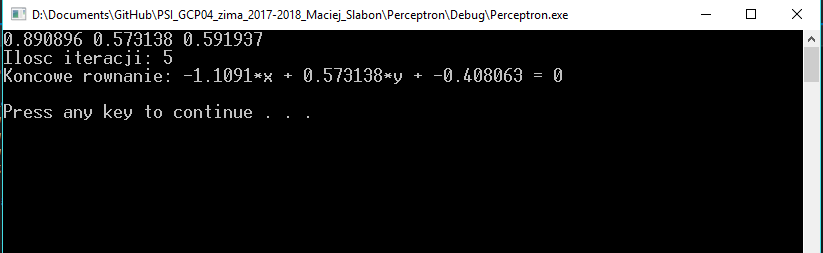 D:\Documents\GitHub\PSI_GCP04_zima_2017-2018_Maciej_Slabon\Perceptron\Debug\Perceptron.exe
0.890896 0.573138 0.591937
Ilosc iteracji: 5
Koncowe rownanie: -1.1091*x + 0.573138*y + -0.408063 = 0
Press any key to continue . . .